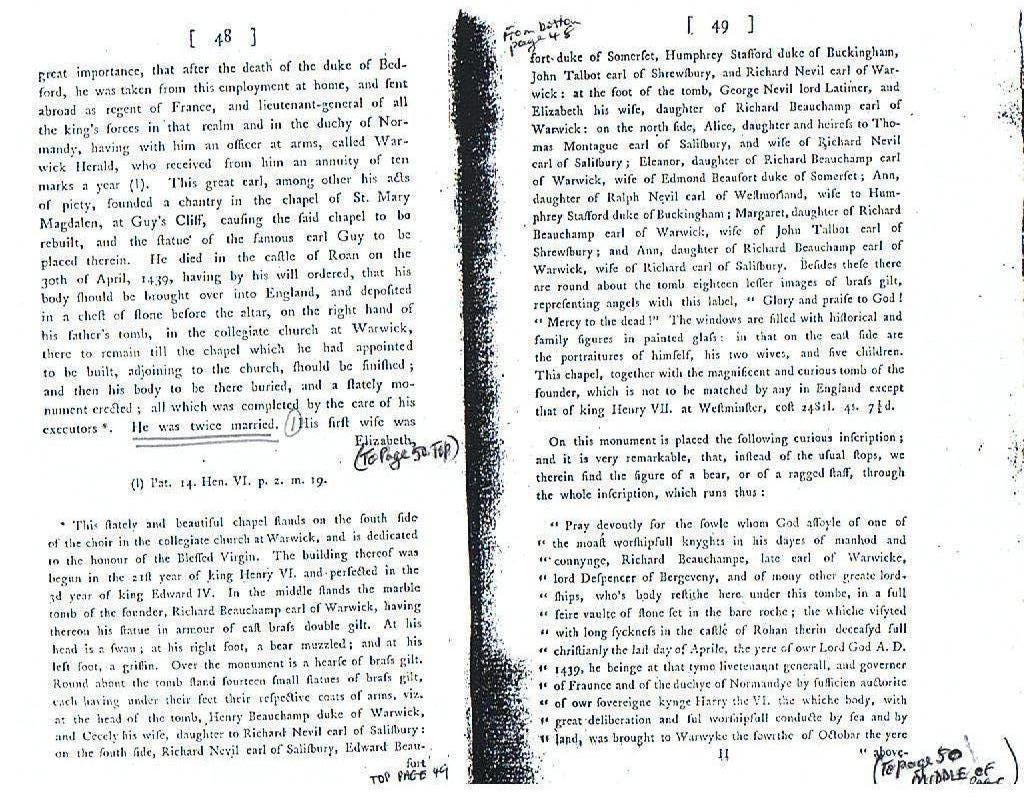 [ 48 ]
great importance, that after the death of the duke of Bed-
ford, he was taken from this employment at home, and ſent
abroad as regent of France, and lieutenant-general of all
the king's forces in that realm and in the duchy of Nor-
mandy, having with him an officer at arms, called War-
wick Herald, who received from him an annuity of ten
marks a year (l). This great earl, among other his acts
of piety, founded a chantry in the chapel of St. Mary
Magdalen, at Guy's Cliff, cauſing the ſaid chapel to be
rebuilt, and the ſtatue of the famous earl Guy to be
placed therein. He died in the caſtle of Roan on the
30th of April, 1439, having by his will ordered, that his
body ſhould be brought over into England, and depoſited
in a cheſt of ſtone before the altar, on the right hand of
his father's tomb, in the collegiate church at Warwick,
there to remain till the chapel which he had appointed
to be built, adjoining to the church, ſhould be finiſhed;
and then his body to be there buried, and a ſtately mo-
nument erected; all which was completed by the care of his
executors *. He was twice married. 1 His firſt wife was
Elizabeth,
(To Page 50 TOP)
(l) Pat. 14. Hen. VI. p. 2. m. 19.
* This ſtately and beautiful chapel ſtands on the ſouth ſide
of the choir in the collegiate church at Warwick, and is dedicated
to the honour of the Bleſſed Virgin. The building thereof was
begun in the 21ſt year of king Henry VI. and perfected in the
3d year of king Edward IV. In the middle ſtands the marble
tomb of the founder, Richard Beauchamp earl of Warwick, having
thereon his ſtatue in armour of caſt braſs double gilt. At his
head is a ſwan; at his right foot, a bear muzzled; and at his
left foot, a griffin. Over the monument is a hearſe of braſs gilt.
Round about the tomb ſtand fourteen ſmall ſtatues of braſs gilt,
each having under their feet their reſpective coats of arms, viz.
at the head of the tomb, Henry Beauchamp duke of Warwick,
and Cecely his wife, daughter to Richard Nevil earl of Saliſbury:
on the ſouth ſide, Richard Nevil earl of Saliſbury, Edward Beau-
fort
TOP PAGE 49
From bottom
page 48
[ 49 ]
fort duke of Somerſet, Humphrey Stafford duke of Buckingham,
John Talbot earl of Shrewſbury, and Richard Nevil earl of War-
wick: at the foot of the tomb, George Nevil lord Latimer, and
Elizabeth his wife, daughter of Richard Beauchamp earl of
Warwick: on the north ſide, Alice, daughter and heireſs to Tho-
mas Montague earl of Saliſbury, and wife of Richard Nevil
earl of Saliſbury; Eleanor, daughter of Richard Beauchamp earl
of Warwick, wife of Edmond Beaufort duke of Somerſet; Ann,
daughter of Ralph Nevil earl of Weſtmorland, wife to Hum-
phrey Stafford duke of Buckingham; Margaret, daughter of Richard
Beauchamp earl of Warwick, wife of John Talbot earl of
Shrewſbury; and Ann, daughter of Richard Beauchamp earl of
Warwick, wife of Richard earl of Saliſbury. Beſides theſe there
are round about the tomb eighteen leſſer images of braſs gilt,
repreſenting angels with this label, " Glory and praiſe to God!
" Mercy to the dead!" The windows are filled with hiſtorical and
family figures in painted glaſs: in that on the eaſt ſide are
the portraitures of himſelf, his two wives, and five children.
This chapel, together with the magnificent and curious tomb of the
founder, which is not to be matched by any in England except
that of king Henry VII. at Weſtminſter, coſt 2481l. 4s. 7½d.
On this monument is placed the following curious inſcription;
and it is very remarkable, that, inſtead of the uſual ſtops, we
therein find the figure of a bear, or of a ragged ſtaff, through
the whole inſcription, which runs thus:
" Pray devoutly for the ſowle whom God aſſoyle of one of
" the moaſt worſhipfull knyghts in his dayes of manhod and
" connynge, Richard Beauchampe, late earl of Warwicke,
" lord Deſpencer of Bergeveny, and of mony other greate lord-
" ſhips, who's body reſtithe here under this tombe, in a full
" feire vaulte of ſtone ſet in the bare roche; the whiche viſyted
" with long ſycknefs in the caſtle of Rohan therin deceaſyd full
" chriſtianly the laſt day of Aprile, the yere of owr Lord God A. D.
" 1439, he beinge at that tyme livetenaunt generall, and governer
" of Fraunce and of the duchye of Normandye by ſufficien auctorite
" of owr ſovereigne kynge Harry the VI. the whiche body, with
" great deliberation and ful worſhipfull conducte by ſea and by
" land, was brought to Warwyke the fowrthe of Octobar the yere
H
" above-
(To page 50
MIDDLE OF